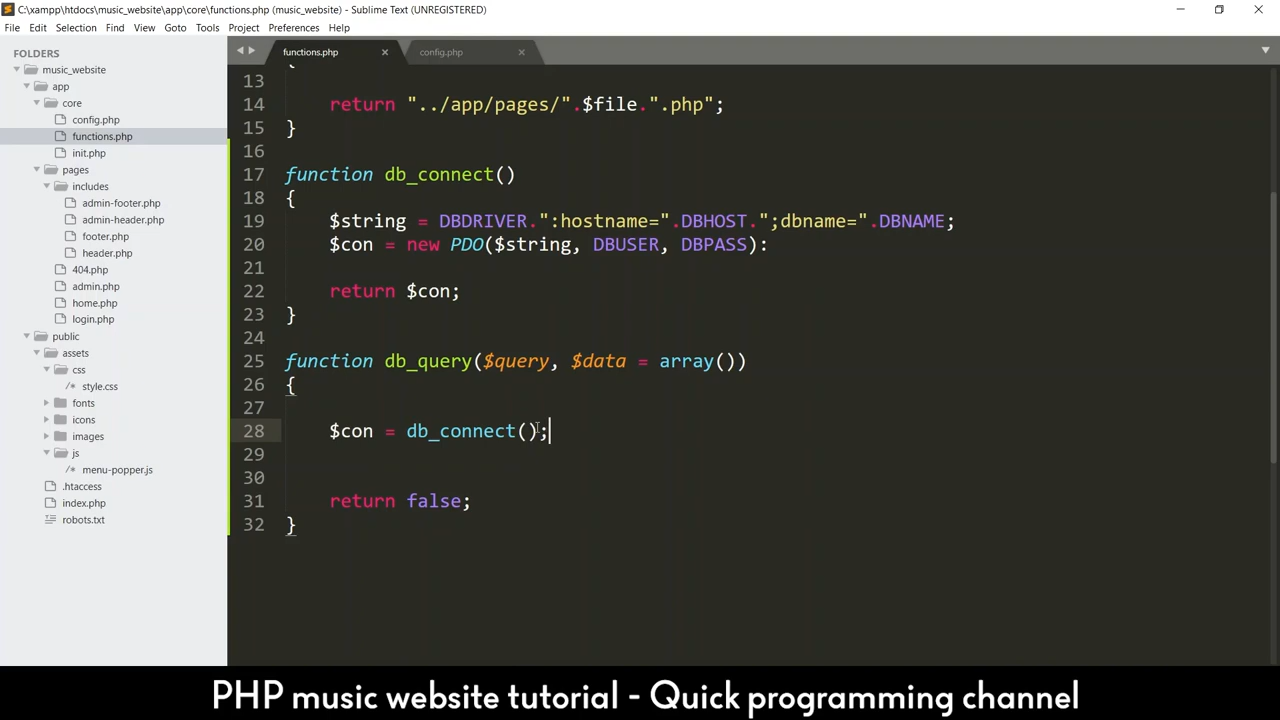 C:\xampp\htdocs\music_website\app\core\functions.php (music_website) - Sublime Text (UNREGISTERED)
File Edit Selection Find View Goto Tools Project Preferences Help
FOLDERS
music_website
app
core
config.php
functions.php
init.php
pages
includes
admin-footer.php
admin-header.php
footer.php
header.php
404.php
admin.php
home.php
login.php
public
assets
css
/* style.css
fonts
icons
images
js
/* menu-popper.js
.htaccess
index.php
robots.txt
functions.php × config.php ×
{
13
14 return "../app/pages/".$file.".php";
15 }
16
17 function db_connect()
18 {
19 $string = DBDRIVER.":hostname=".DBHOST.";dbname=".DBNAME;
20 $con = new PDO($string, DBUSER, DBPASS):
21
22 return $con;
23 }
24
25 function db_query($query, $data = array())
26 {
27
28 $con = db_connect();
29
30
31 return false;
32 }
PHP music website tutorial - Quick programming channel